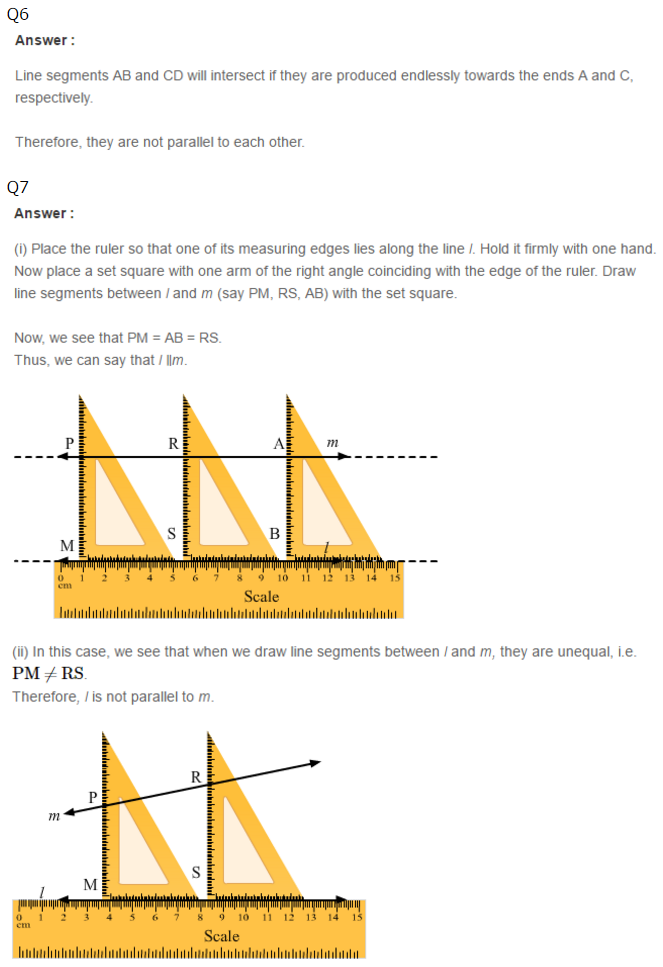 Q6
Answer :
Line segments AB and CD will intersect if they are produced endlessly towards the ends A and C,
respectively.
Therefore, they are not parallel to each other.
Q7
Answer :
(i) Place the ruler so that one of its measuring edges lies along the line l. Hold it firmly with one hand.
Now place a set square with one arm of the right angle coinciding with the edge of the ruler. Draw
line segments between l and m (say PM, RS, AB) with the set square.
Now, we see that PM = AB = RS.
Thus, we can say that l ||m.
P R A m
M S B l
0 1 2 3 4 5 6 7 8 9 10 11 12 13 14 15
cm
Scale
(ii) In this case, we see that when we draw line segments between l and m, they are unequal, i.e.
PM ≠ RS.
Therefore, l is not parallel to m.
R
P
m
S
M
l
0 1 2 3 4 5 6 7 8 9 10 11 12 13 14 15
cm
Scale